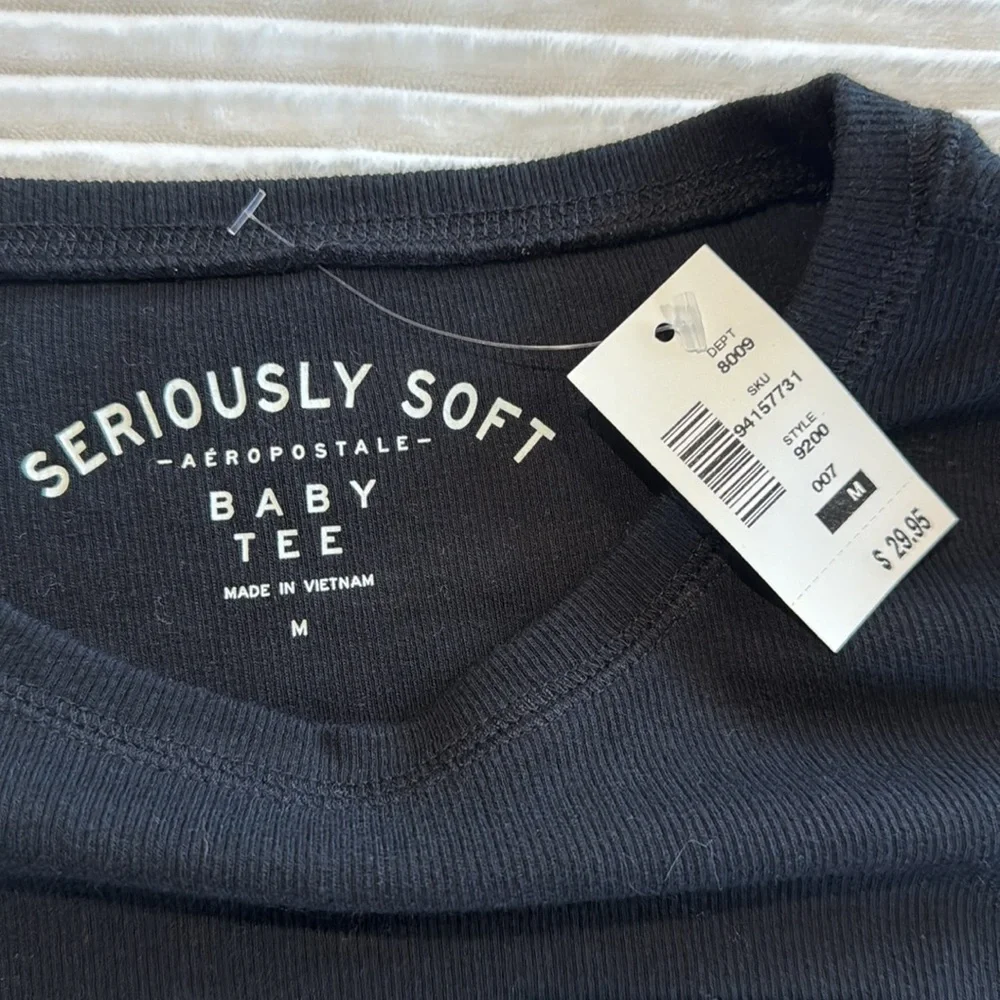 SERIOUSLY SOFT
-AÉROPOSTALE-
BABY
TEE
MADE IN VIETNAM
M
DEPT
8009
SKU
94157731
STYLE
9200
007
M
$ 29.95